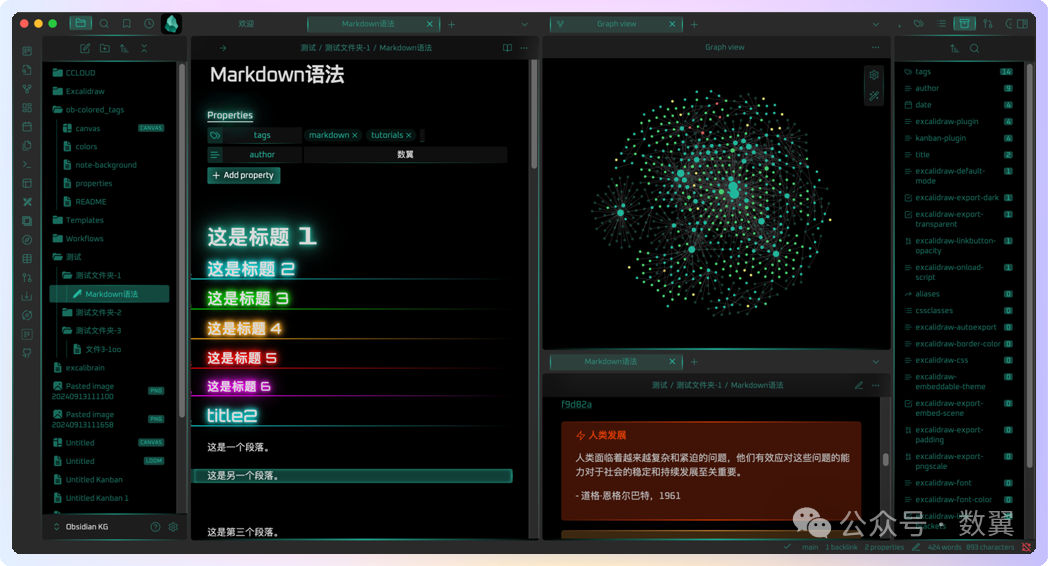 欢迎
Markdown语法
Graph view
测试 / 测试文件夹-1 / Markdown语法
Graph view
CCLOUD
Excalidraw
ob-colored_tags
canvas
CANVAS
colors
note-background
properties
README
Templates
Workflows
测试
测试文件夹-1
Markdown语法
测试文件夹-2
测试文件夹-3
文件3-1oo
excalibrain
Pasted image
20240913111100
PNG
Pasted image
20240913111658
PNG
Untitled
CANVAS
Untitled
LOOM
Untitled Kanban
Untitled Kanban 1
Obsidian KG
Markdown语法
Properties
tags
markdown
tutorials
author
数翼
Add property
这是标题 1
这是标题 2
这是标题 3
这是标题 4
这是标题 5
这是标题 6
title2
这是一个段落。
这是另一个段落。
这是第三个段落。
Markdown语法
测试 / 测试文件夹-1 / Markdown语法
f9d82a
人类发展
人类面临着越来越复杂和紧迫的问题，他们有效应对这些问题的能
力对于社会的稳定和持续发展至关重要。
- 道格·恩格尔巴特，1961
tags 14
author 9
date 4
excalidraw-plugin 4
kanban-plugin 4
title 2
excalidraw-default-
mode 1
excalidraw-export-dark 1
excalidraw-export-
transparent 1
excalidraw-linkbutton-
opacity 1
excalidraw-onload-
script 1
aliases 0
cssclasses 0
excalidraw-autoexport 0
excalidraw-border-color 0
excalidraw-css 0
excalidraw-
embeddable-theme 0
excalidraw-export-
embed-scene 0
excalidraw-export-
padding 0
excalidraw-export-
pngscale 0
excalidraw-font 0
excalidraw-font-color 0
公众号 · 数翼
main
1 backlink
2 properties
424 words
893 characters